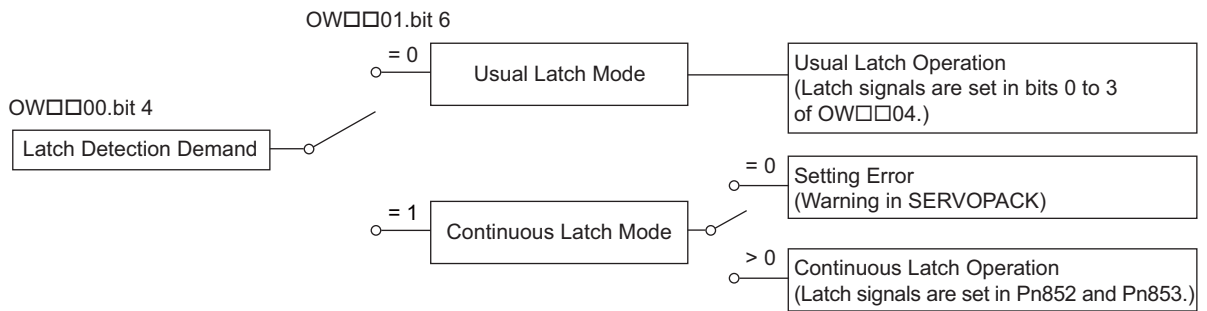 OW□□01.bit 6
= 0
Usual Latch Mode
Usual Latch Operation
(Latch signals are set in bits 0 to 3
of OW□□04.)
OW□□00.bit 4
Latch Detection Demand
= 0
Setting Error
(Warning in SERVOPACK)
= 1
Continuous Latch Mode
> 0
Continuous Latch Operation
(Latch signals are set in Pn852 and Pn853.)